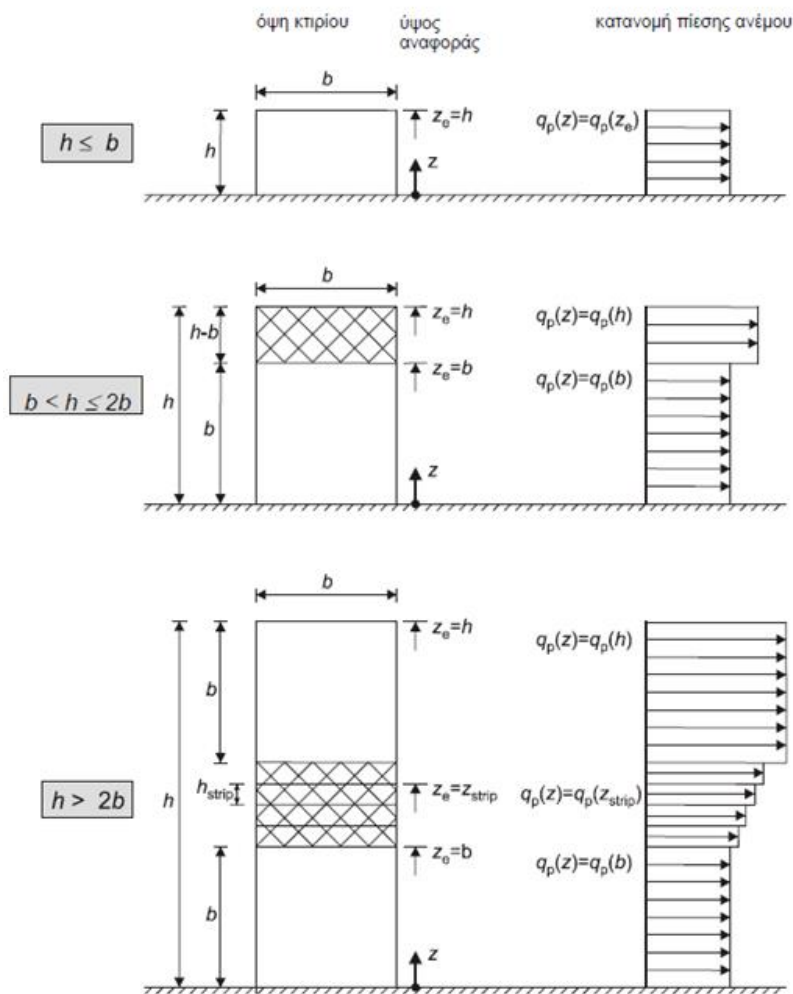 όψη κτιρίου
ύψος αναφοράς
κατανομή πίεσης ανέμου
h ≤ b
b
h
z_e=h
z
q_p(z)=q_p(z_e)
b < h ≤ 2b
b
h-b
h
b
z_e=h
z_e=b
z
q_p(z)=q_p(h)
q_p(z)=q_p(b)
h > 2b
b
b
h
h_strip
b
z_e=h
z_e=z_strip
z_e=b
z
q_p(z)=q_p(h)
q_p(z)=q_p(z_strip)
q_p(z)=q_p(b)